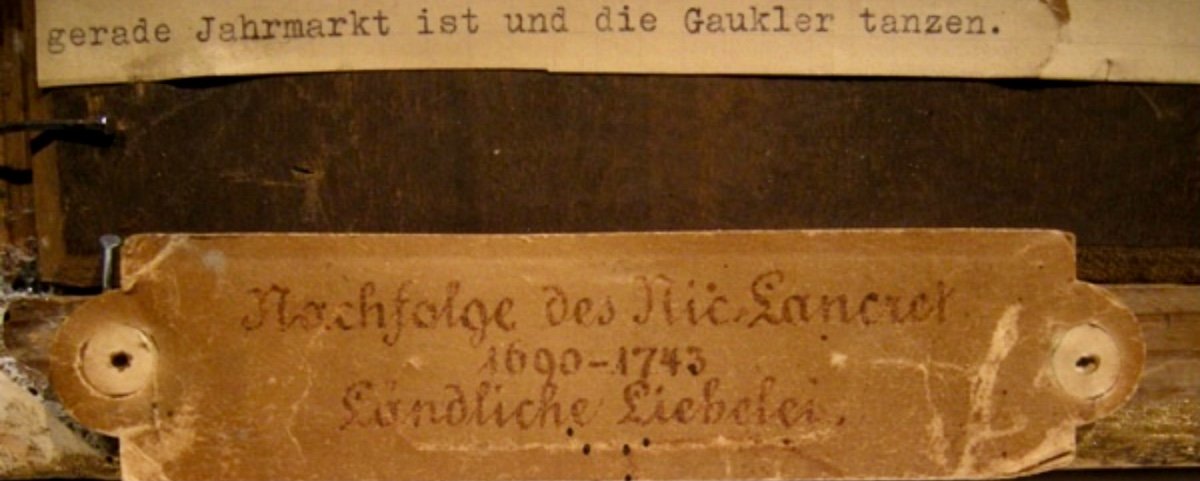 gerade Jahrmarkt ist und die Gaukler tanzen.
Nachfolge des Nic. Lancret
1690-1743
Ländliche Liebelei.